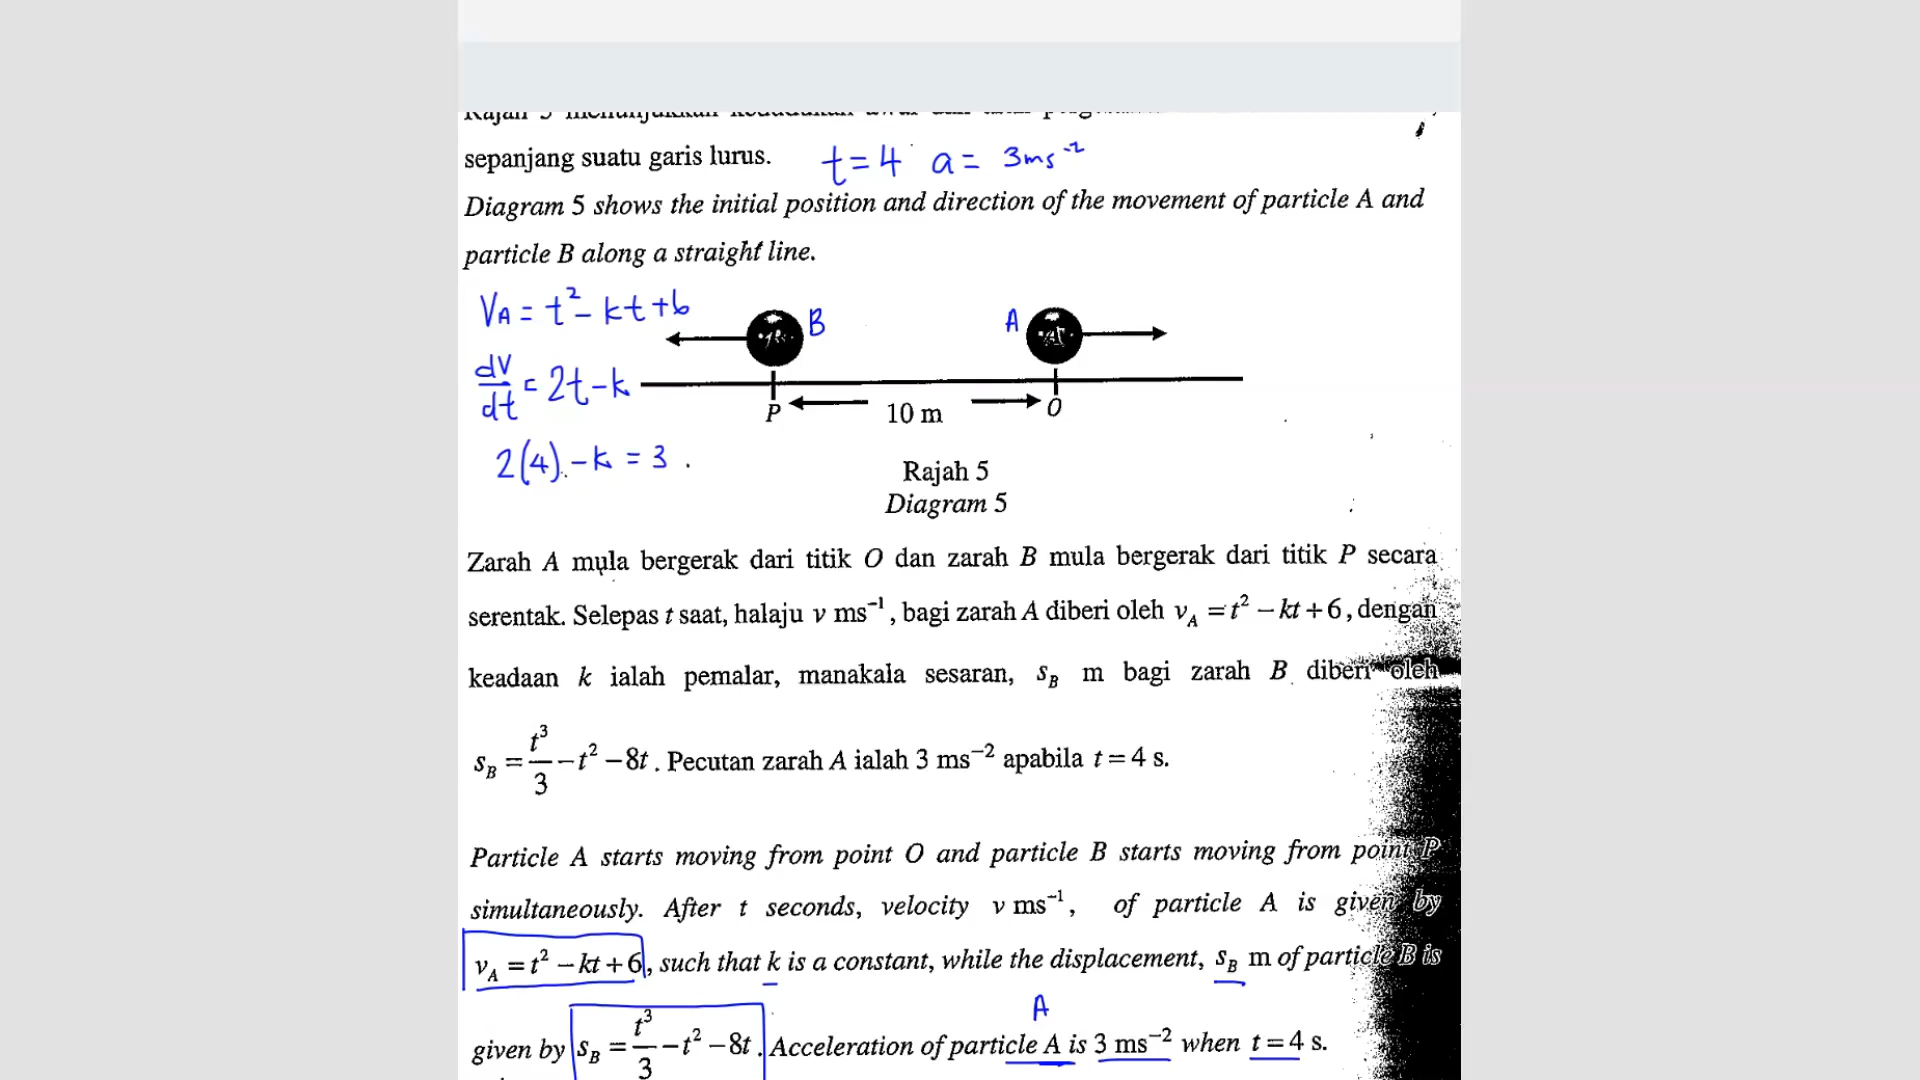 sepanjang suatu garis lurus. t = 4 a = 3ms⁻²
Diagram 5 shows the initial position and direction of the movement of particle A and
particle B along a straight line.
V_A = t² - kt + 6
B A
dV/dt = 2t - k
P 10 m O
2(4) - k = 3
Rajah 5
Diagram 5
Zarah A mula bergerak dari titik O dan zarah B mula bergerak dari titik P secara
serentak. Selepas t saat, halaju v ms⁻¹, bagi zarah A diberi oleh v_A = t² – kt + 6, dengan
keadaan k ialah pemalar, manakala sesaran, s_B m bagi zarah B diberi oleh
s_B = t³/3 – t² – 8t. Pecutan zarah A ialah 3 ms⁻² apabila t = 4 s.
Particle A starts moving from point O and particle B starts moving from point P
simultaneously. After t seconds, velocity v ms⁻¹, of particle A is given by
v_A = t² – kt + 6, such that k is a constant, while the displacement, s_B m of particle B is
A
given by s_B = t³/3 – t² – 8t. Acceleration of particle A is 3 ms⁻² when t = 4 s.